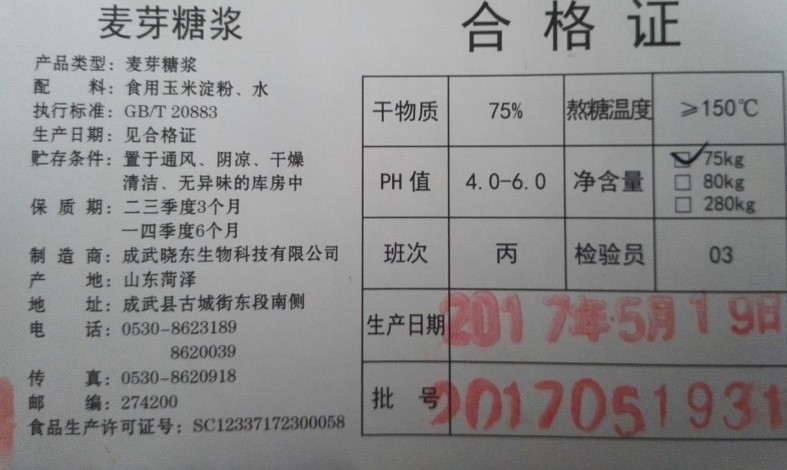 麦芽糖浆
产品类型：麦芽糖浆
配 料：食用玉米淀粉、水
执行标准：GB/T 20883
生产日期：见合格证
贮存条件：置于通风、阴凉、干燥
清洁、无异味的库房中
保 质 期：二三季度3个月
一四季度6个月
制 造 商：成武晓东生物科技有限公司
产 地：山东菏泽
地 址：成武县古城街东段南侧
电 话：0530-8623189
8620039
传 真：0530-8620918
邮 编：274200
食品生产许可证号：SC12337172300058
合格证
干物质 75% 熬糖温度 ≥150℃
PH值 4.0-6.0 净含量 75kg
80kg
280kg
班次 丙 检验员 03
生产日期 2017年5月19日
批 号 2017051931